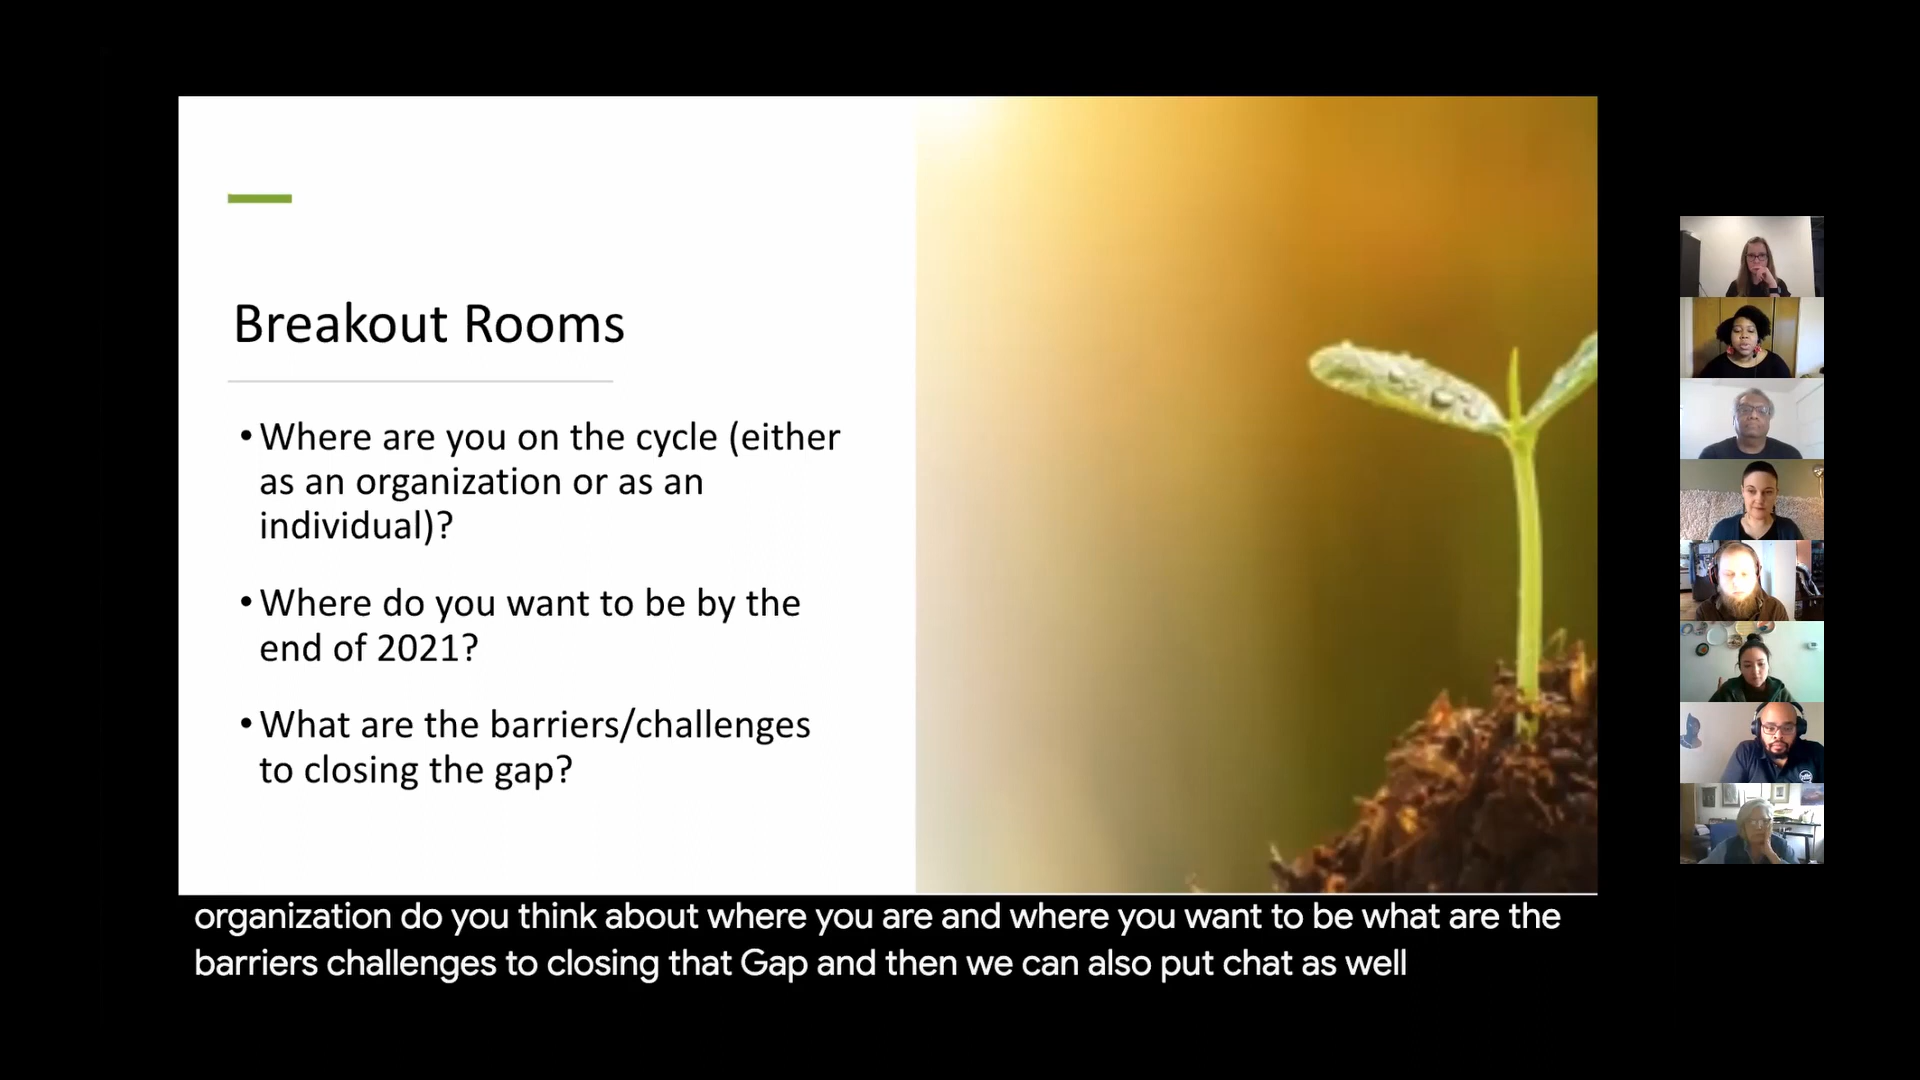 Breakout Rooms
•Where are you on the cycle (either
as an organization or as an
individual)?
•Where do you want to be by the
end of 2021?
•What are the barriers/challenges
to closing the gap?
organization do you think about where you are and where you want to be what are the
barriers challenges to closing that Gap and then we can also put chat as well